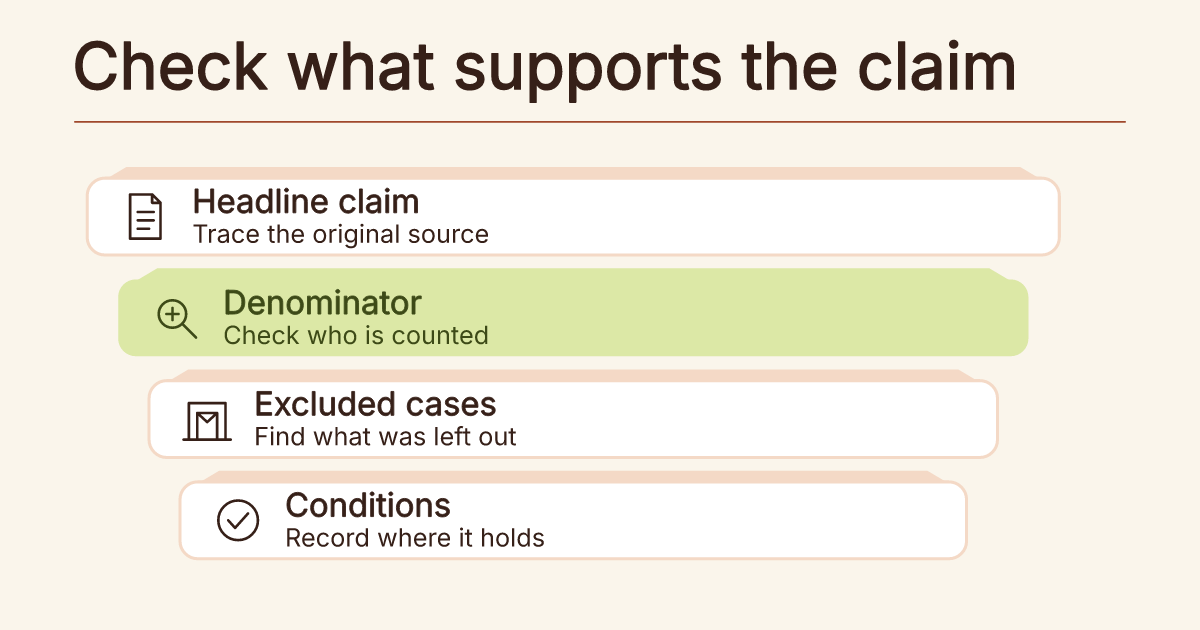 Check what supports the claim
Headline claim
Trace the original source
Denominator
Check who is counted
Excluded cases
Find what was left out
Conditions
Record where it holds